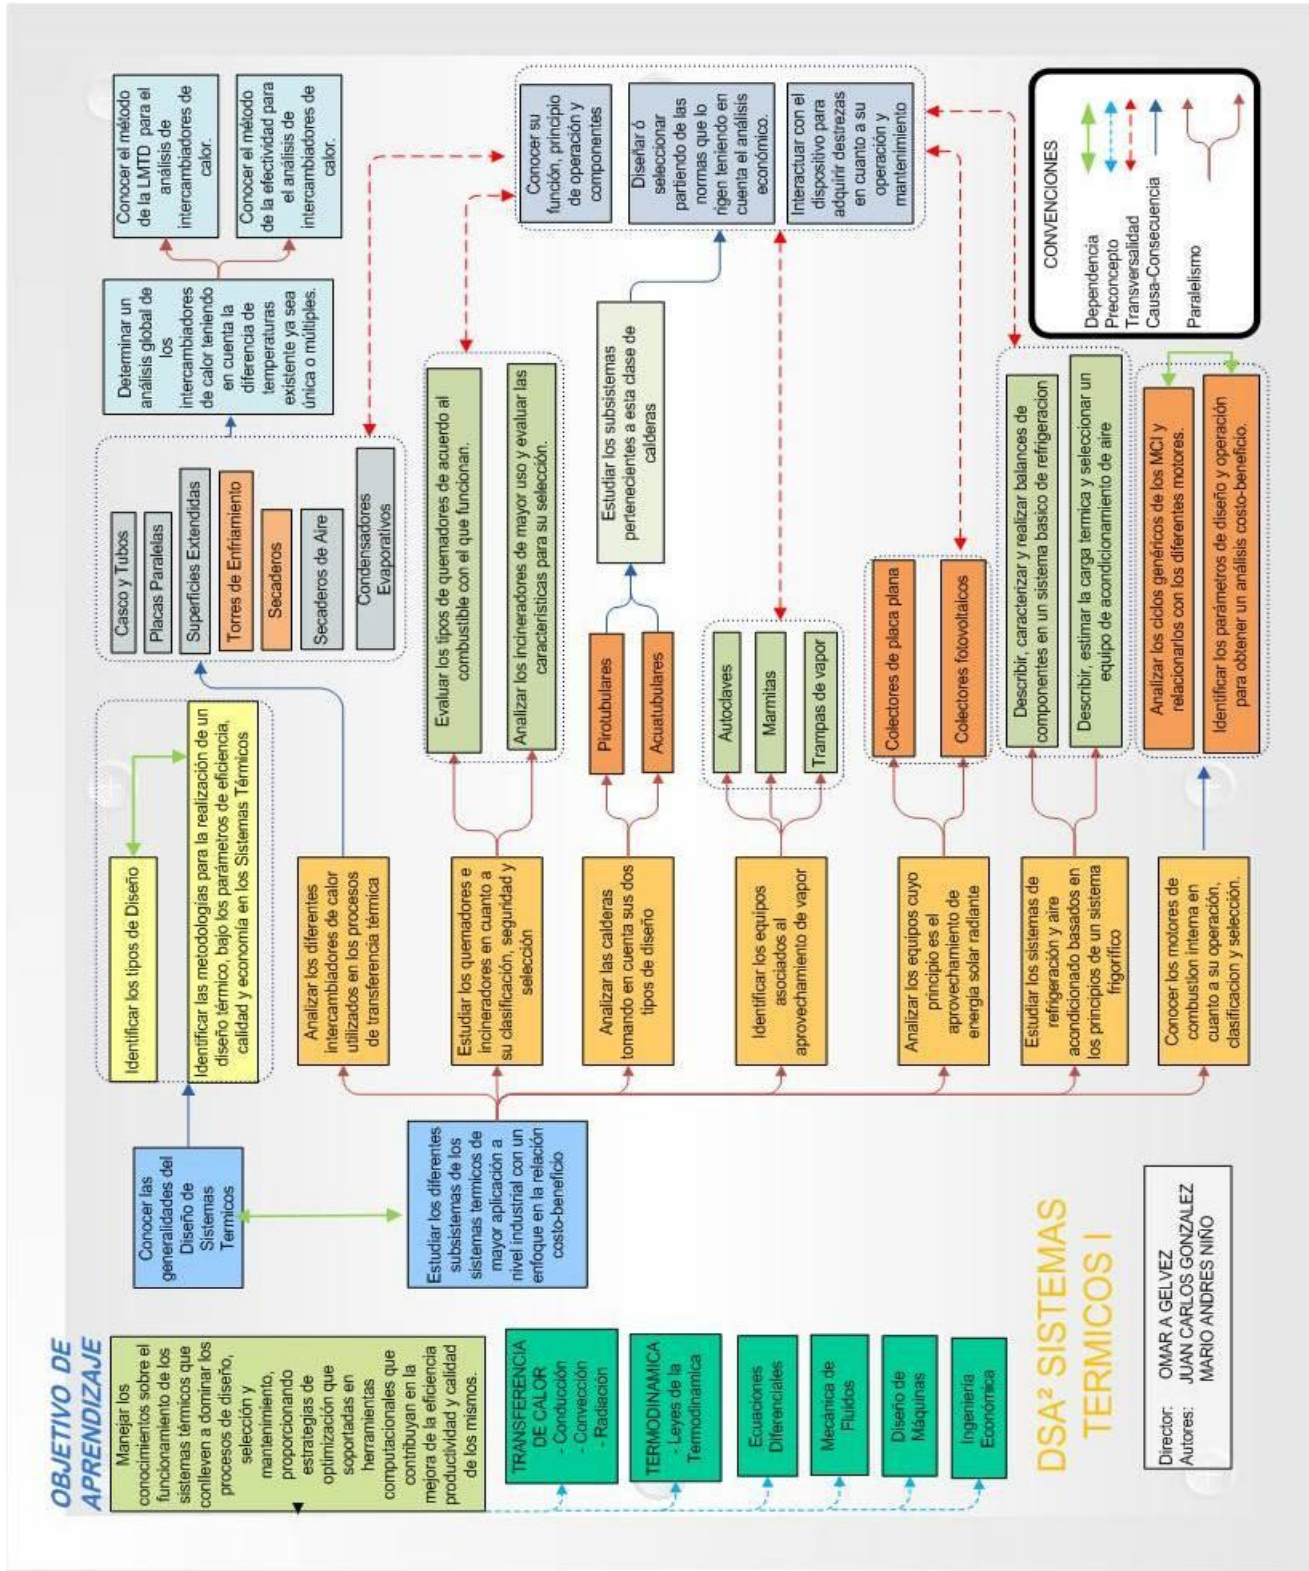 OBJETIVO DE
APRENDIZAJE
Manejar los
conocimientos sobre el
funcionamiento de los
sistemas térmicos que
conlleven a dominar los
procesos de diseño,
selección y
mantenimiento,
proporcionando
estrategias de
optimización que
soportadas en
herramientas
computacionales que
contribuyan en la
mejora de la eficiencia
productividad y calidad
de los mismos.
TRANSFERENCIA
DE CALOR
- Conducción
- Convección
- Radiación
TERMODINAMICA
- Leyes de la
Termodinamica
Ecuaciones
Diferenciales
Mecánica de
Fluidos
Diseño de
Máquinas
Ingeniería
Económica
Conocer las
generalidades del
Diseño de
Sistemas
Termicos
Estudiar los diferentes
subsistemas de los
sistemas termicos de
mayor aplicación a
nivel industrial con un
enfoque en la relación
costo-beneficio
Identificar los tipos de Diseño
Identificar las metodologías para la realización de un
diseño térmico, bajo los parámetros de eficiencia,
calidad y economía en los Sistemas Térmicos
Analizar los diferentes
intercambiadores de calor
utilizados en los procesos
de transferencia térmica
Estudiar los quemadores e
incineradores en cuanto a
su clasificación, seguridad y
selección
Analizar las calderas
tomando en cuenta sus dos
tipos de diseño
Identificar los equipos
asociados al
aprovechamiento de vapor
Analizar los equipos cuyo
principio es el
aprovechamiento de
energía solar radiante
Estudiar los sistemas de
refrigeración y aire
acondicionado basados en
los principios de un sistema
frigorífico
Conocer los motores de
combustion interna en
cuanto a su operación,
clasificacion y selección.
Casco y Tubos
Placas Paralelas
Superficies Extendidas
Torres de Enfriamiento
Secaderos
Secaderos de Aire
Condensadores
Evaporativos
Evaluar los tipos de quemadores de acuerdo al
combustible con el que funcionan.
Analizar los incineradores de mayor uso y evaluar las
características para su selección.
Pirotubulares
Acuatubulares
Autoclaves
Marmitas
Trampas de vapor
Colectores de placa plana
Colectores fotovoltaicos
Describir, caracterizar y realizar balances de
componentes en un sistema basico de refrigeracion
Describir, estimar la carga termica y seleccionar un
equipo de acondicionamiento de aire
Analizar los ciclos genéricos de los MCI y
relacionarlos con los diferentes motores.
Identificar los parámetros de diseño y operación
para obtener un análisis costo-beneficio.
Determinar un
análisis global de
los
intercambiadores
de calor teniendo
en cuenta la
diferencia de
temperaturas
existente ya sea
única o múltiples.
Estudiar los subsistemas
pertenecientes a esta clase de
calderas
Conocer el método
de la LMTD para el
análisis de
intercambiadores de
calor.
Conocer el método
de la efectividad para
el análisis de
intercambiadores de
calor.
Conocer su
función, principio
de operación y
componentes
Diseñar ó
seleccionar
partiendo de las
normas que lo
rigen teniendo en
cuenta el análisis
económico.
Interactuar con el
dispositivo para
adquirir destrezas
en cuanto a su
operación y
mantenimiento
CONVENCIONES
Dependencia
Preconcepto
Transversalidad
Causa-Consecuencia
Paralelismo
DSA² SISTEMAS
TERMICOS I
Director: OMAR A GELVEZ
Autores: JUAN CARLOS GONZALEZ
MARIO ANDRES NIÑO